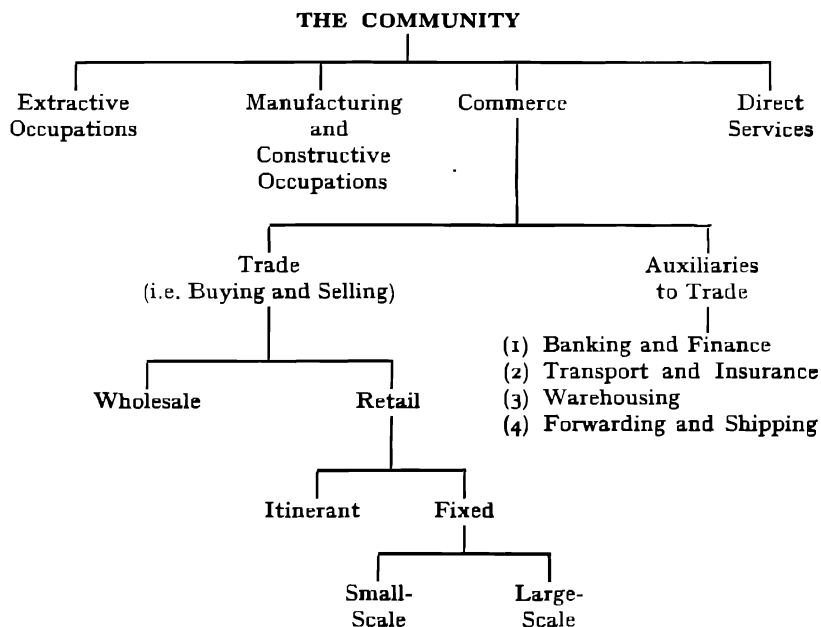 THE COMMUNITY
Extractive
Occupations
Manufacturing
and
Constructive
Occupations
Commerce
Direct
Services
Trade
(i.e. Buying and Selling)
Auxiliaries
to Trade
(1) Banking and Finance
(2) Transport and Insurance
(3) Warehousing
(4) Forwarding and Shipping
Wholesale
Retail
Itinerant
Fixed
Small-
Scale
Large-
Scale